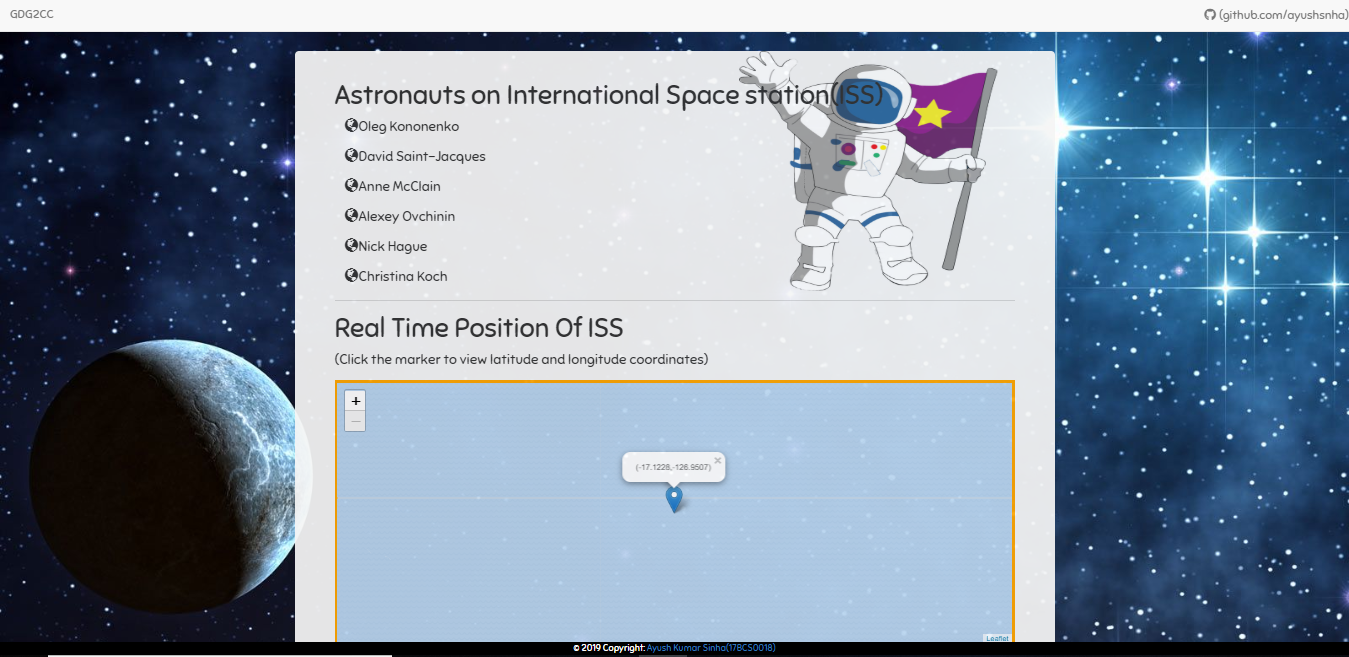 GDG2CC
(github.com/ayushsnha)
Astronauts on International Space station(ISS)
Oleg Kononenko
David Saint-Jacques
Anne McClain
Alexey Ovchinin
Nick Hague
Christina Koch
Real Time Position Of ISS
(Click the marker to view latitude and longitude coordinates)
+
−
(-17.1228,-126.9507)
×
Leaflet
© 2019 Copyright: Ayush Kumar Sinha(17BCS0018)